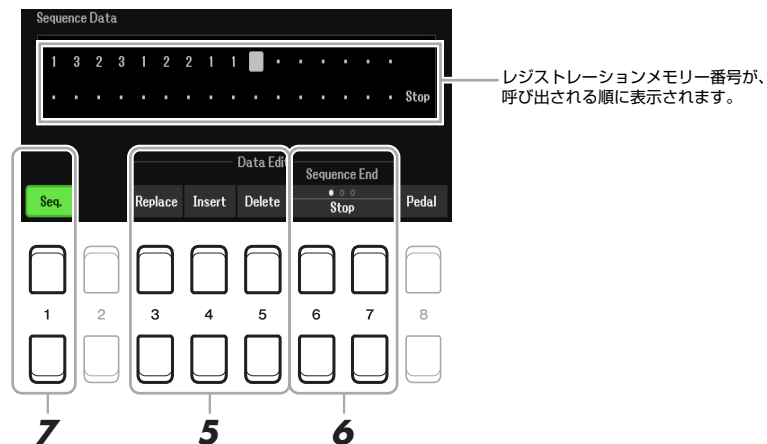 Sequence Data
1 3 2 3 1 2 2 1 1 · · · · · ·
· · · · · · · · · · · · · · · Stop
レジストレーションメモリー番号が、
呼び出される順に表示されます。
Data Edit
Sequence End
Seq. Replace Insert Delete Stop Pedal
1 2 3 4 5 6 7 8
7 5 6